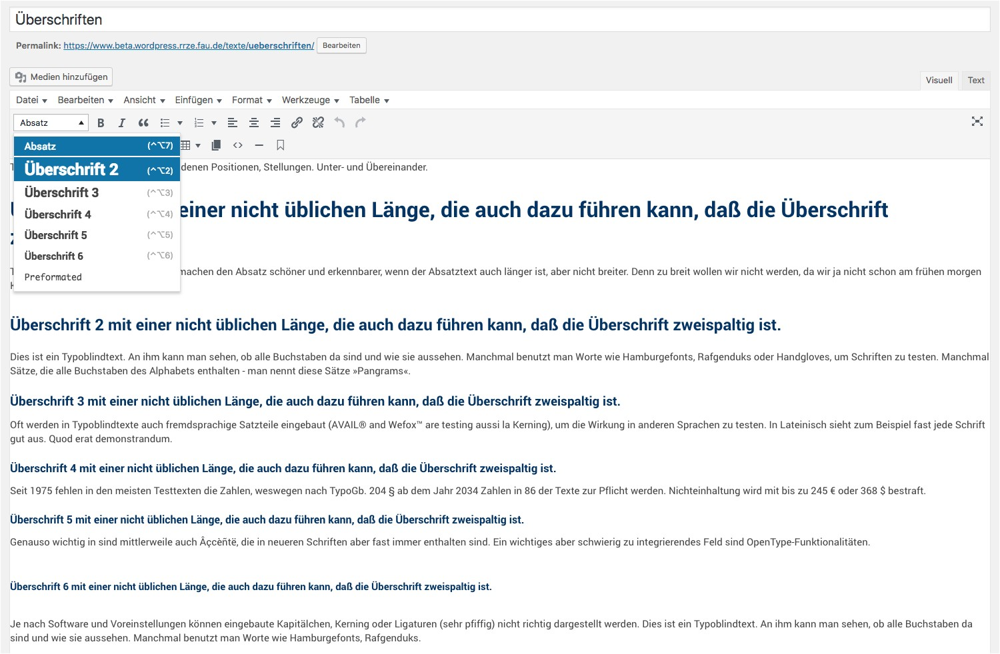 Überschriften
Permalink: https://www.beta.wordpress.rrze.fau.de/texte/ueberschriften/ Bearbeiten
Medien hinzufügen
Visuell Text
Datei Bearbeiten Ansicht Einfügen Format Werkzeuge Tabelle
Absatz
Absatz (^⌥7)
Überschrift 2 (^⌥2)
denen Positionen, Stellungen. Unter- und Übereinander.
Überschrift 3 (^⌥3)
einer nicht üblichen Länge, die auch dazu führen kann, daß die Überschrift
Überschrift 4 (^⌥4)
Überschrift 5 (^⌥5)
Überschrift 6 (^⌥6)
Preformated
machen den Absatz schöner und erkennbarer, wenn der Absatztext auch länger ist, aber nicht breiter. Denn zu breit wollen wir nicht werden, da wir ja nicht schon am frühen morgen
Überschrift 2 mit einer nicht üblichen Länge, die auch dazu führen kann, daß die Überschrift zweispaltig ist.
Dies ist ein Typoblindtext. An ihm kann man sehen, ob alle Buchstaben da sind und wie sie aussehen. Manchmal benutzt man Worte wie Hamburgefonts, Rafgenduks oder Handgloves, um Schriften zu testen. Manchmal
Sätze, die alle Buchstaben des Alphabets enthalten - man nennt diese Sätze »Pangrams«.
Überschrift 3 mit einer nicht üblichen Länge, die auch dazu führen kann, daß die Überschrift zweispaltig ist.
Oft werden in Typoblindtexte auch fremdsprachige Satzteile eingebaut (AVAIL® and Wefox™ are testing aussi la Kerning), um die Wirkung in anderen Sprachen zu testen. In Lateinisch sieht zum Beispiel fast jede Schrift
gut aus. Quod erat demonstrandum.
Überschrift 4 mit einer nicht üblichen Länge, die auch dazu führen kann, daß die Überschrift zweispaltig ist.
Seit 1975 fehlen in den meisten Testtexten die Zahlen, weswegen nach TypoGb. 204 § ab dem Jahr 2034 Zahlen in 86 der Texte zur Pflicht werden. Nichteinhaltung wird mit bis zu 245 € oder 368 $ bestraft.
Überschrift 5 mit einer nicht üblichen Länge, die auch dazu führen kann, daß die Überschrift zweispaltig ist.
Genauso wichtig in sind mittlerweile auch Âçcèñtë, die in neueren Schriften aber fast immer enthalten sind. Ein wichtiges aber schwierig zu integrierendes Feld sind OpenType-Funktionalitäten.
Überschrift 6 mit einer nicht üblichen Länge, die auch dazu führen kann, daß die Überschrift zweispaltig ist.
Je nach Software und Voreinstellungen können eingebaute Kapitälchen, Kerning oder Ligaturen (sehr pfiffig) nicht richtig dargestellt werden. Dies ist ein Typoblindtext. An ihm kann man sehen, ob alle Buchstaben da
sind und wie sie aussehen. Manchmal benutzt man Worte wie Hamburgefonts, Rafgenduks.